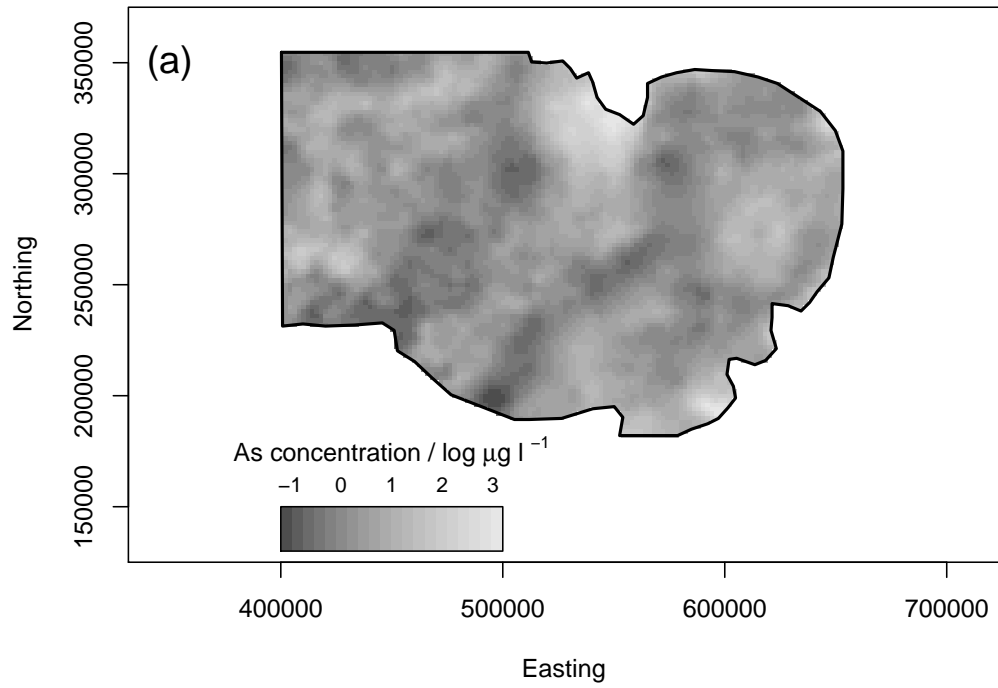 (a)
Northing
350000
300000
250000
200000
150000
As concentration / log μg l⁻¹
−1 0 1 2 3
400000 500000 600000 700000
Easting